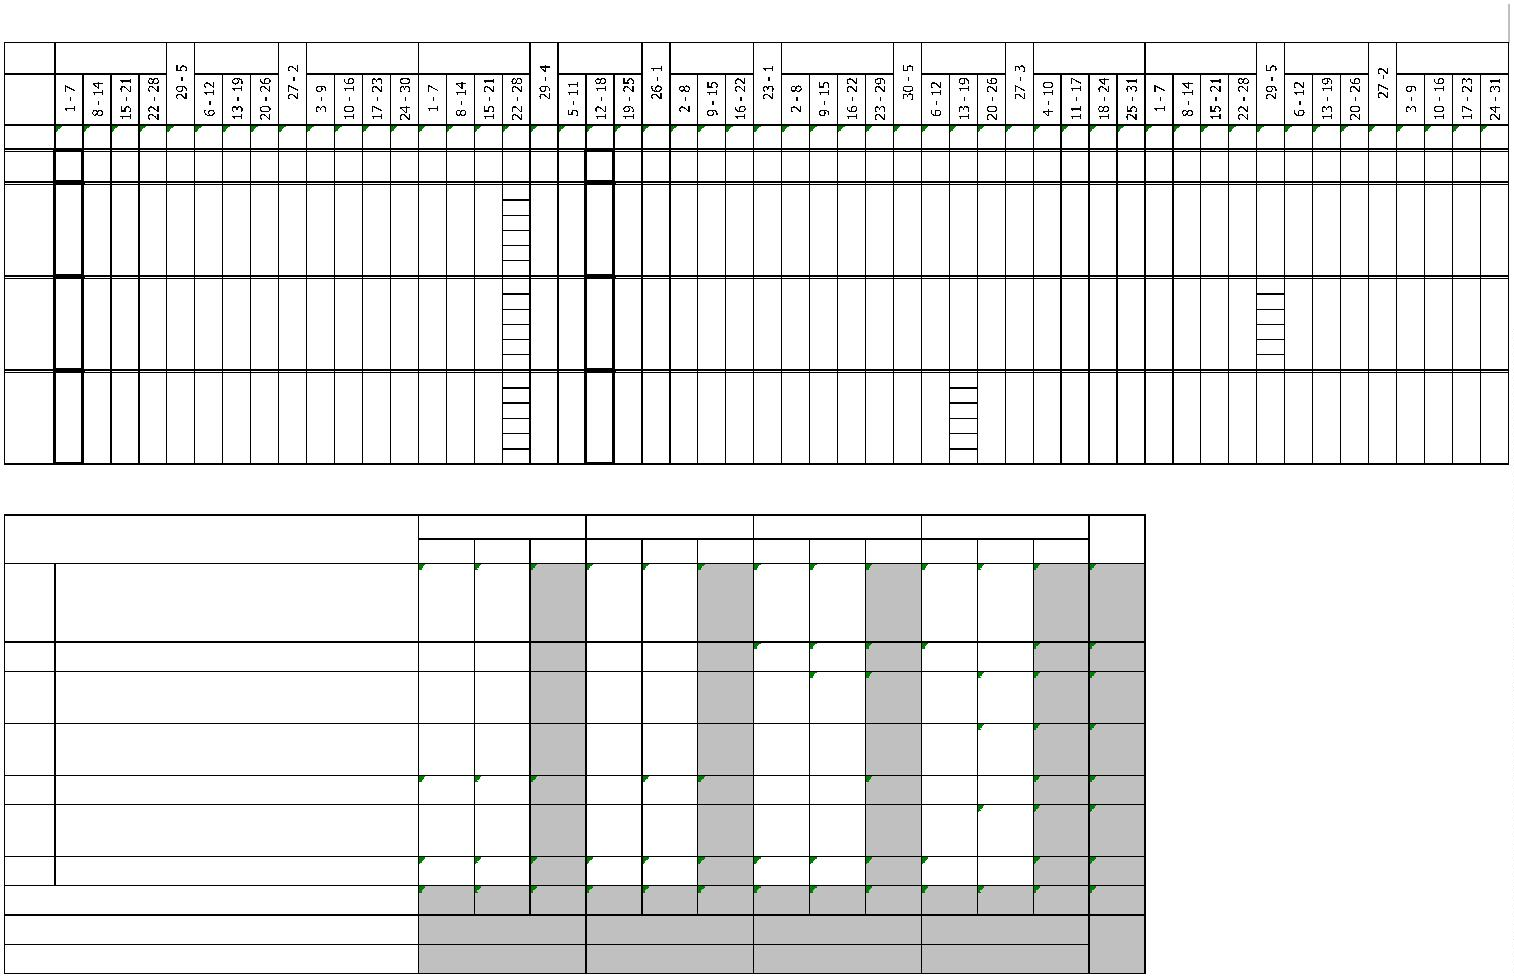 1 - 7
8 - 14
15 - 21
22 - 28
29 - 5
6 - 12
13 - 19
20 - 26
27 - 2
3 - 9
10 - 16
17 - 23
24 - 30
1 - 7
8 - 14
15 - 21
22 - 28
29 - 4
5 - 11
12 - 18
19 - 25
26 - 1
2 - 8
9 - 15
16 - 22
23 - 1
2 - 8
9 - 15
16 - 22
23 - 29
30 - 5
6 - 12
13 - 19
20 - 26
27 - 3
4 - 10
11 - 17
18 - 24
25 - 31
1 - 7
8 - 14
15 - 21
22 - 28
29 - 5
6 - 12
13 - 19
20 - 26
27 - 2
3 - 9
10 - 16
17 - 23
24 - 31